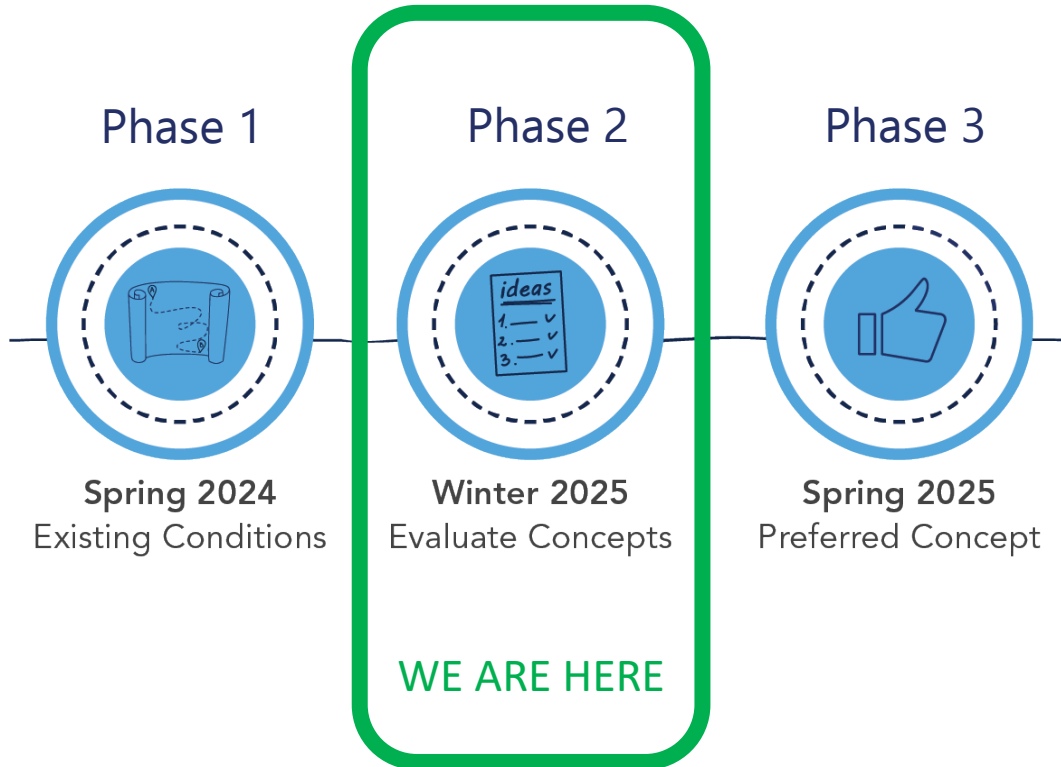 Phase 1
Phase 2
Phase 3
A
B
ideas
1.
2.
3.
Spring 2024
Existing Conditions
Winter 2025
Evaluate Concepts
Spring 2025
Preferred Concept
WE ARE HERE